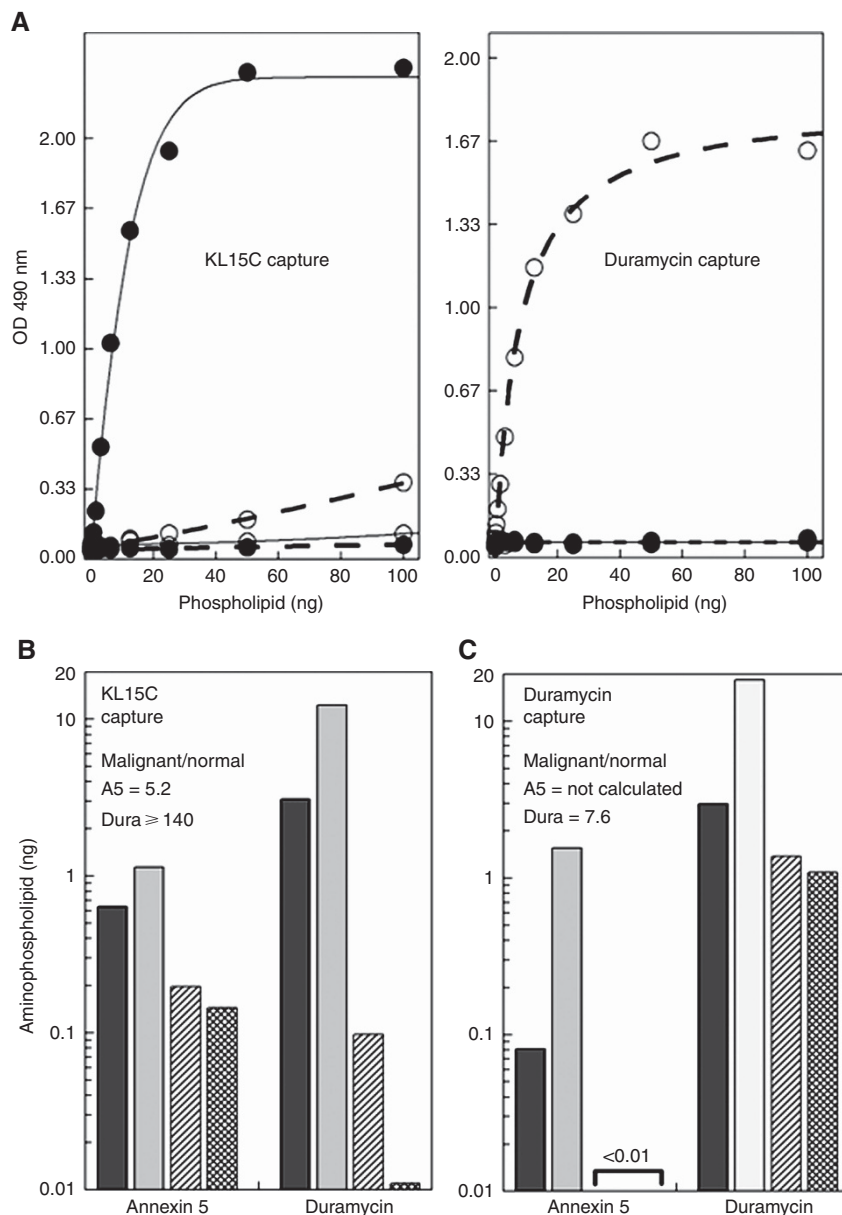 A
OD 490 nm
2.00
1.67
1.33
1.00
0.67
0.33
0.00
KL15C capture
0 20 40 60 80 100
Phospholipid (ng)
2.00
1.67
1.33
1.00
0.67
0.33
0.00
Duramycin capture
0 20 40 60 80 100
Phospholipid (ng)
B
Aminophospholipid (ng)
20
10
1
0.1
0.01
KL15C
capture
Malignant/normal
A5 = 5.2
Dura ≥ 140
Annexin 5 Duramycin
C
20
10
1
0.1
0.01
Duramycin
capture
Malignant/normal
A5 = not calculated
Dura = 7.6
<0.01
Annexin 5 Duramycin